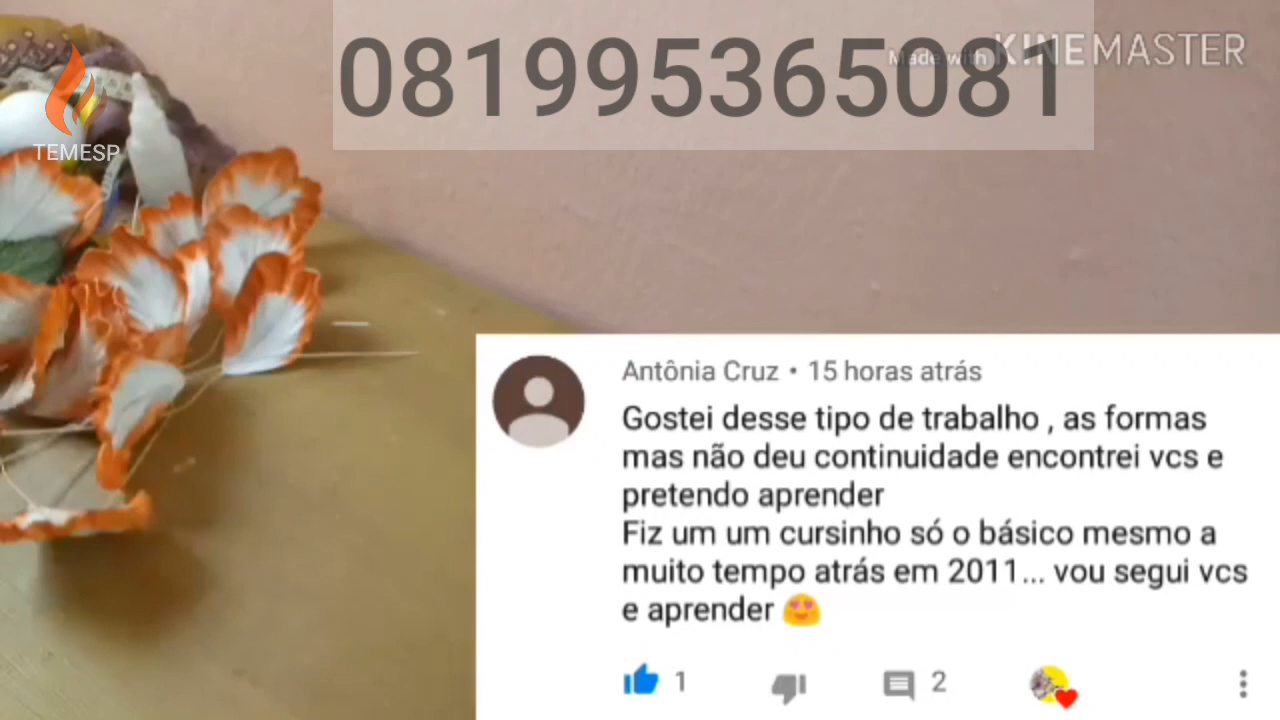 081995365081
Made with KINEMASTER
TEMESP
Antônia Cruz • 15 horas atrás
Gostei desse tipo de trabalho , as formas
mas não deu continuidade encontrei vcs e
pretendo aprender
Fiz um um cursinho só o básico mesmo a
muito tempo atrás em 2011... vou segui vcs
e aprender 😍
1
2